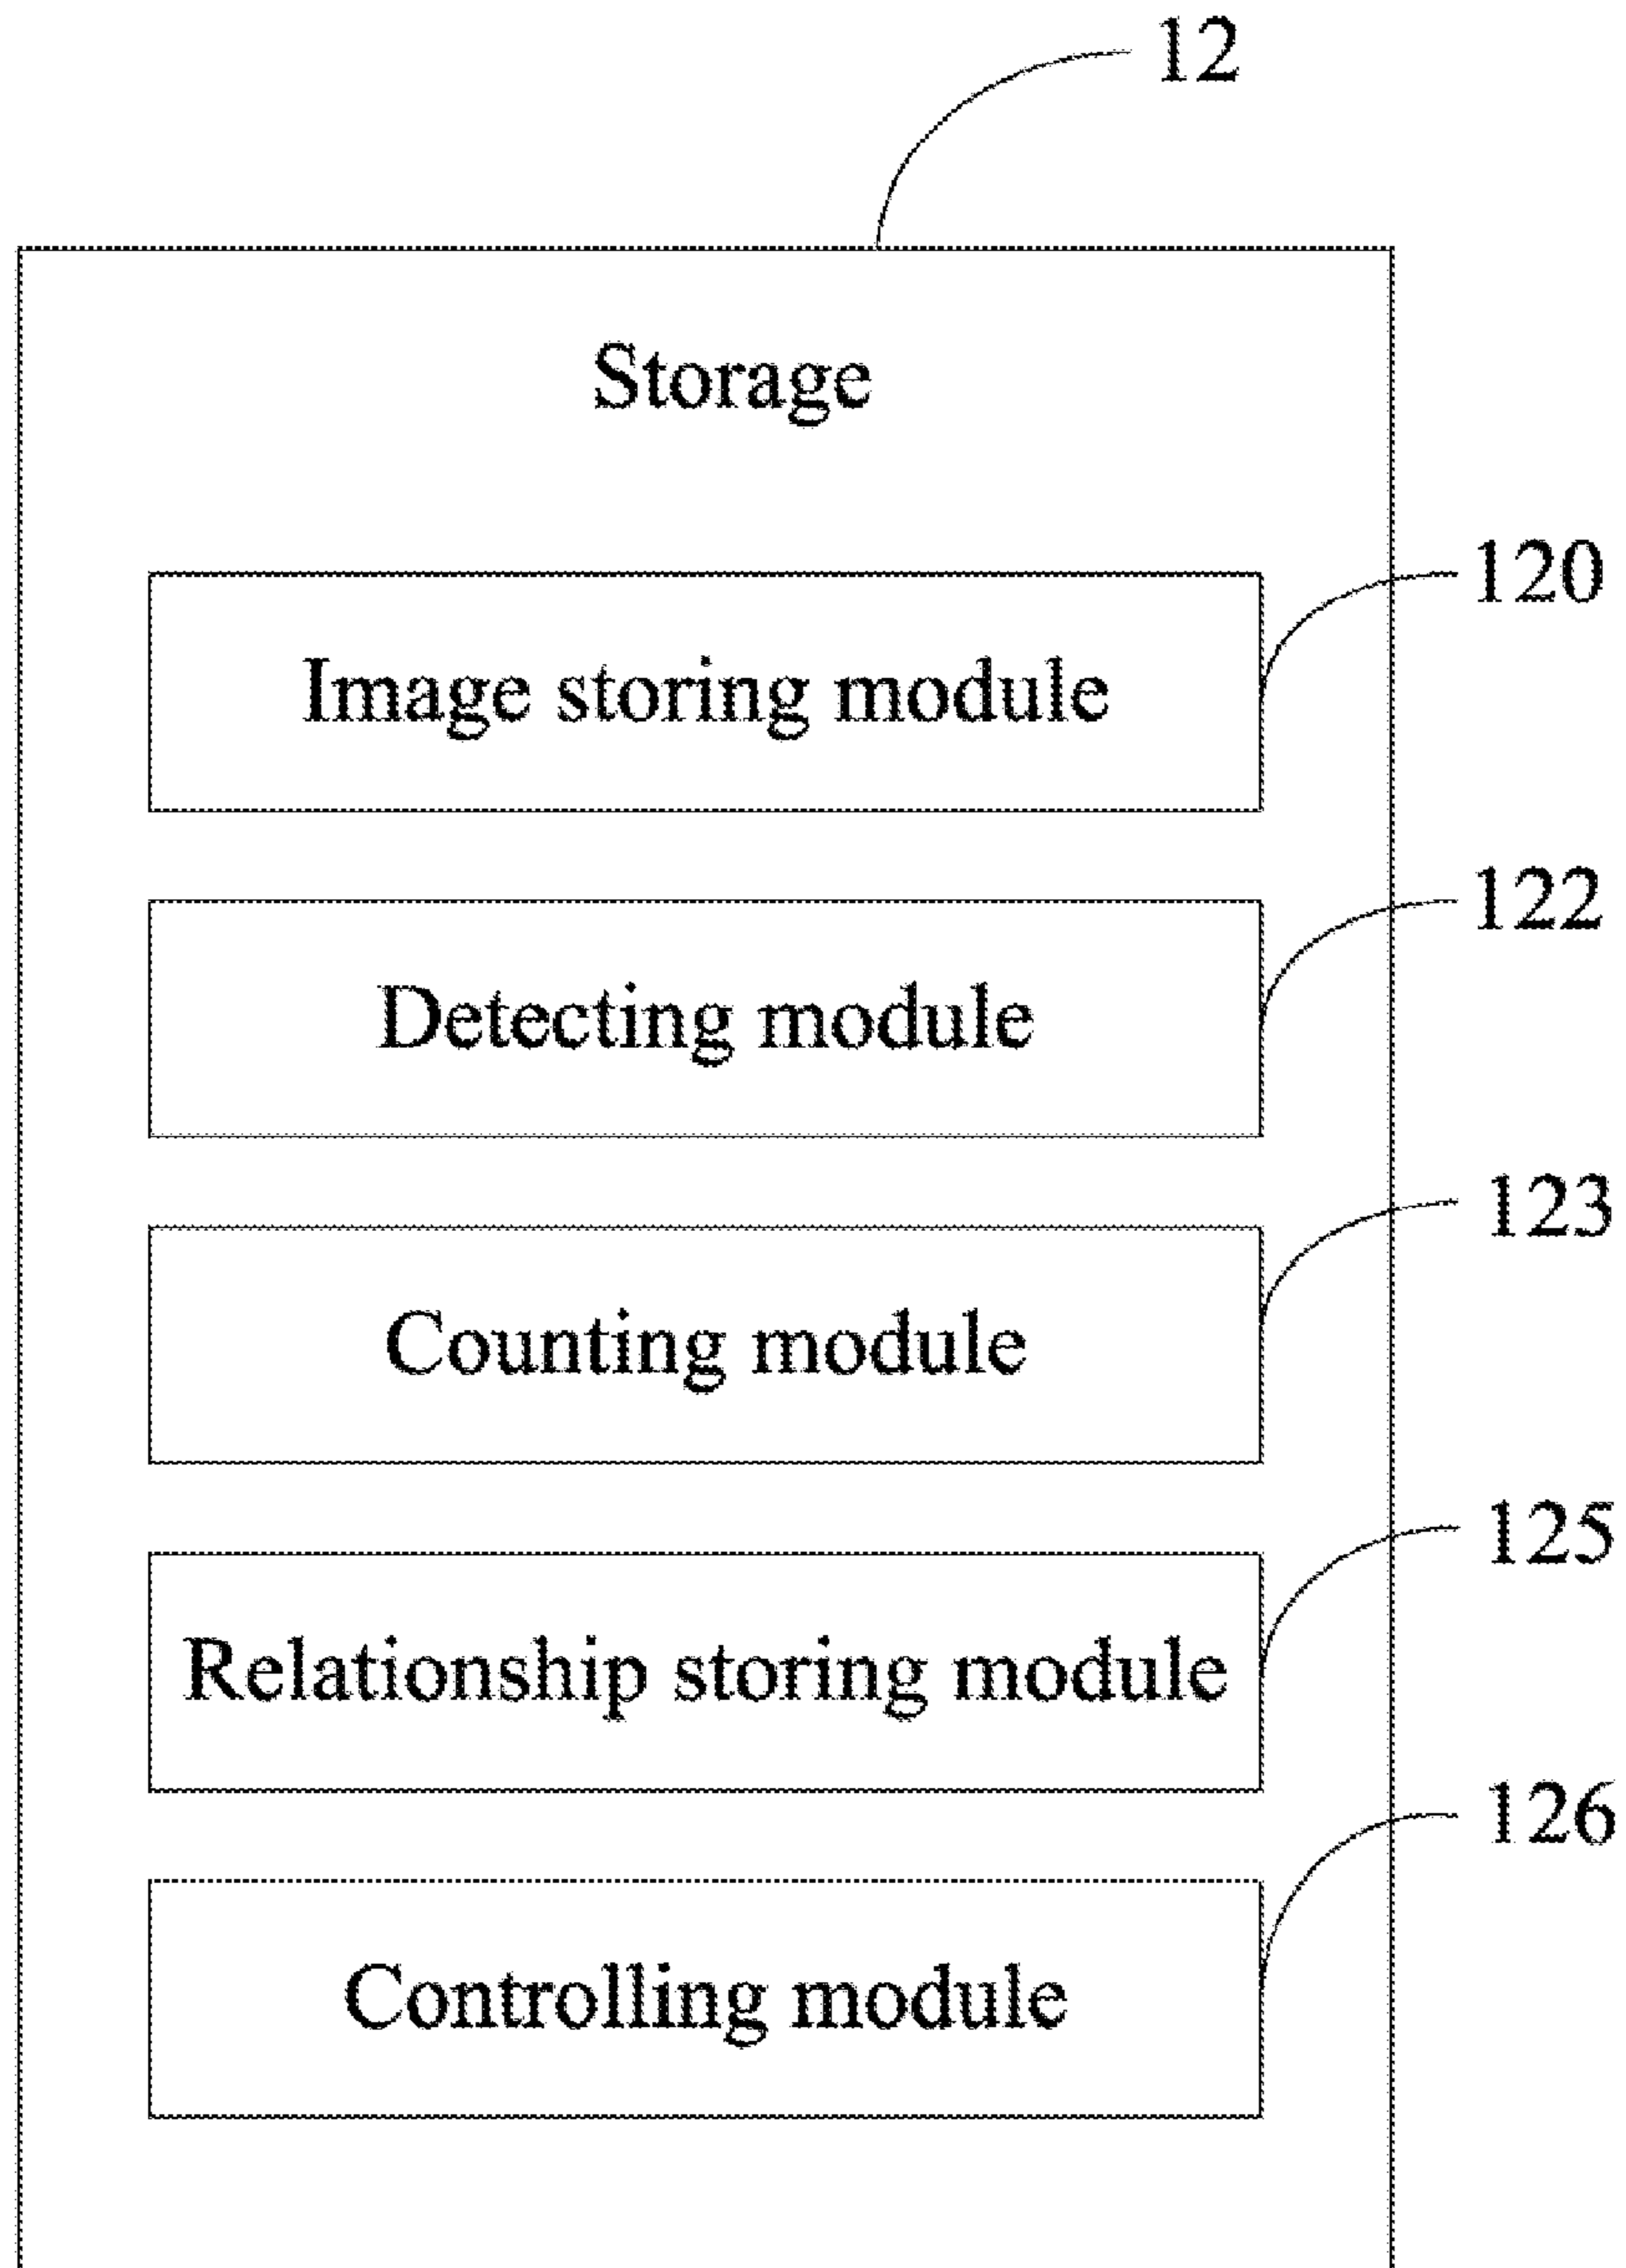 12
Storage
120
Image storing module
122
Detecting module
123
Counting module
125
Relationship storing module
126
Controlling module